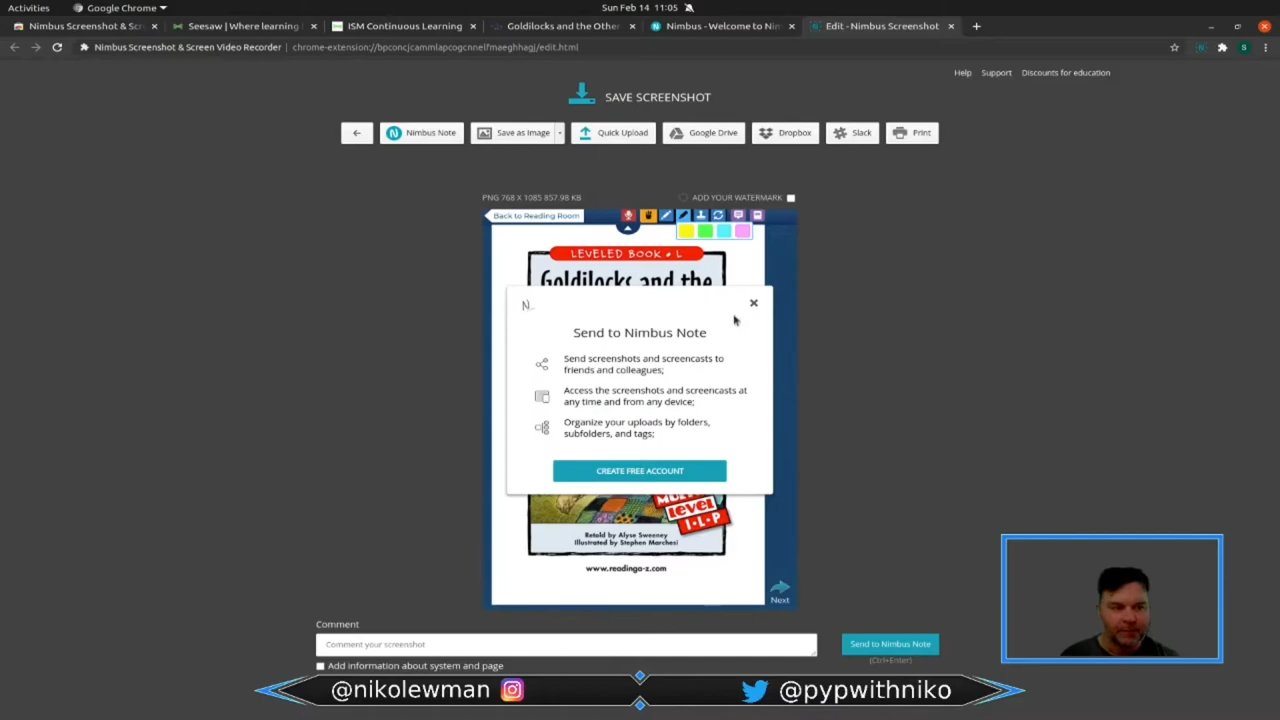 Activities
Google Chrome
Sun Feb 14 11:05
Nimbus Screenshot & Sc
Seesaw | Where learning
ISM Continuous Learning
Goldilocks and the Othe
Nimbus - Welcome to Nim
Edit - Nimbus Screenshot
Nimbus Screenshot & Screen Video Recorder
chrome-extension://bpconcjcammlapcogcnnelfmaeghhagj/edit.html
S
Help
Support
Discounts for education
SAVE SCREENSHOT
Nimbus Note
Save as Image
Quick Upload
Google Drive
Dropbox
Slack
Print
PNG 768 X 1085 857.98 KB
ADD YOUR WATERMARK
Back to Reading Room
LEVELED BOOK • L
Goldilocks and the
Send to Nimbus Note
Send screenshots and screencasts to
friends and colleagues;
Access the screenshots and screencasts at
any time and from any device;
Organize your uploads by folders,
subfolders, and tags;
CREATE FREE ACCOUNT
level
I•L•P
Retold by Alyse Sweeney
Illustrated by Stephen Marchesi
www.readinga-z.com
Next
Comment
Comment your screenshot
Send to Nimbus Note
(Ctrl+Enter)
Add information about system and page
@nikolewman
@pypwithniko